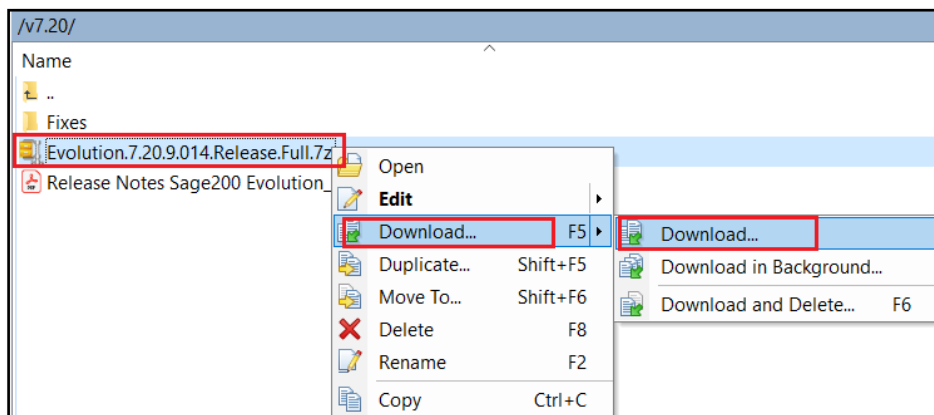 /v7.20/
Name
..
Fixes
Evolution.7.20.9.014.Release.Full.7z
Release Notes Sage200 Evolution_
Open
Edit
Download... F5
Duplicate... Shift+F5
Move To... Shift+F6
Delete F8
Rename F2
Copy Ctrl+C
Download...
Download in Background...
Download and Delete... F6